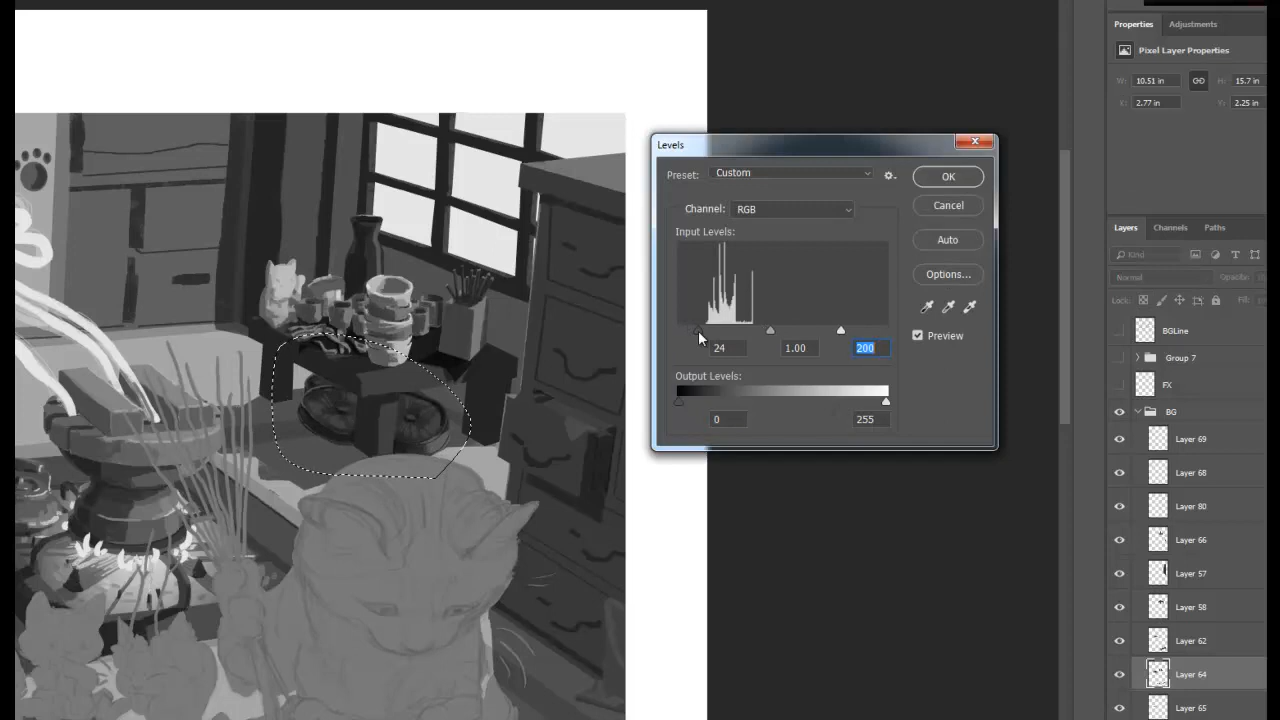 Properties Adjustments
Pixel Layer Properties
W: 10.51 in H: 15.7 in
X: 2.77 in Y: 2.25 in
Levels
Preset: Custom
OK
Channel: RGB
Cancel
Input Levels:
Auto
Options...
Preview
24 1.00 200
Output Levels:
0 255
Layers Channels Paths
Kind
Normal Opacity:
Lock: Fill:
BGLine
Group 7
FX
BG
Layer 69
Layer 68
Layer 80
Layer 66
Layer 57
Layer 58
Layer 62
Layer 64
Layer 65